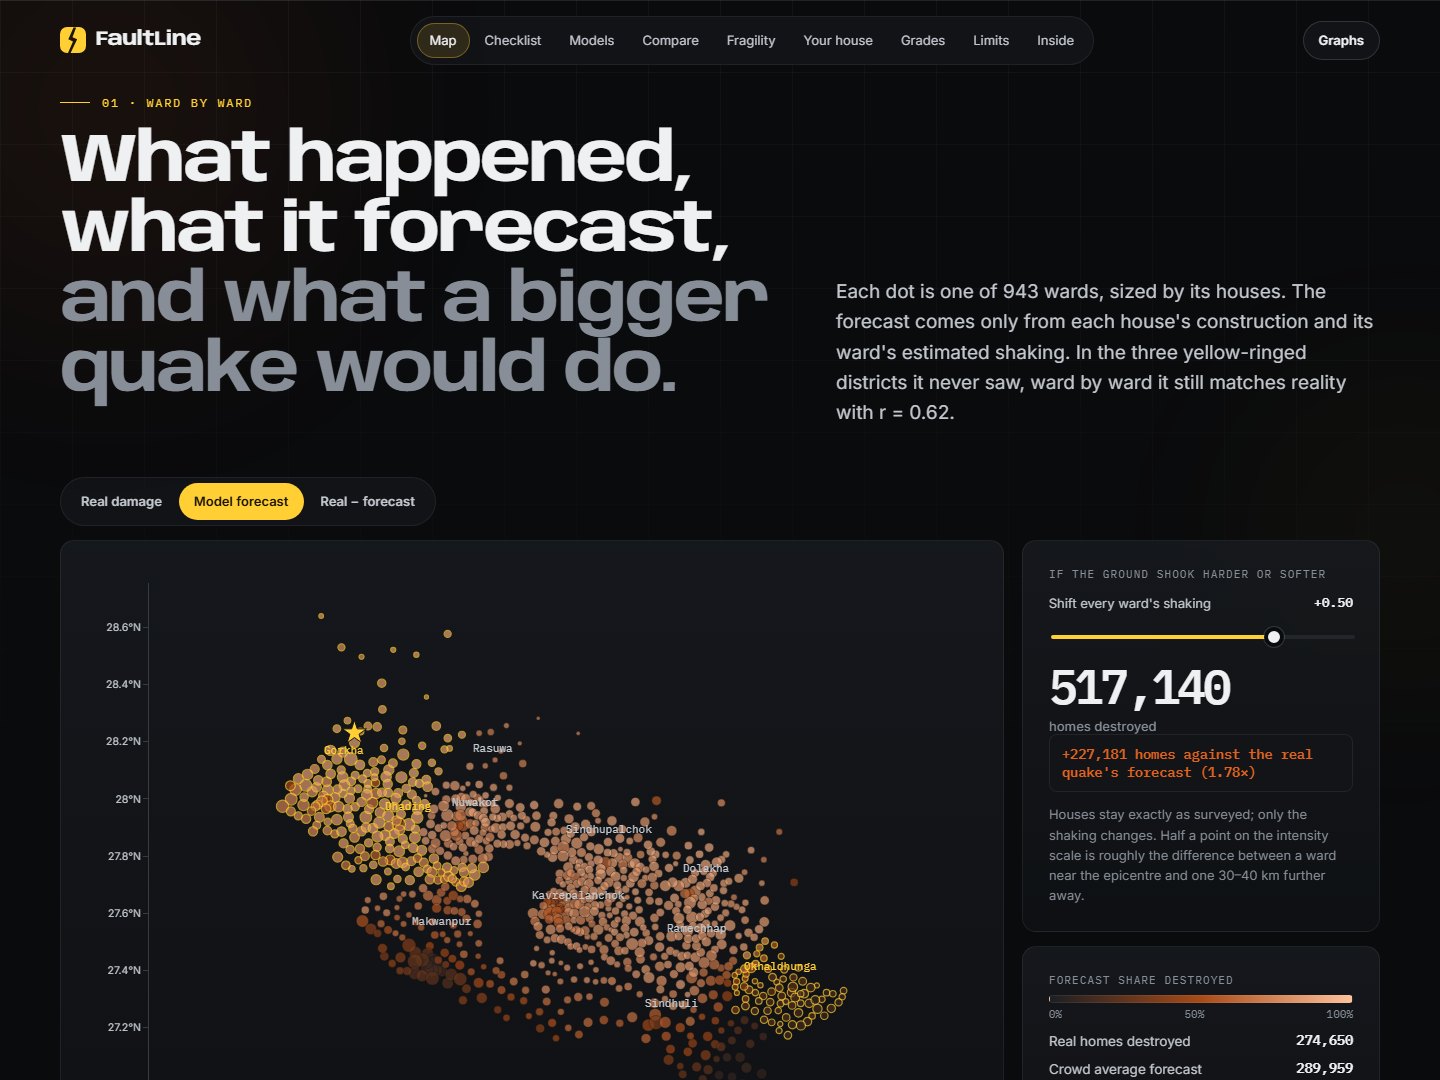 FaultLine
Map
Checklist
Models
Compare
Fragility
Your house
Grades
Limits
Inside
Graphs
01 · WARD BY WARD
What happened,
what it forecast,
and what a bigger
quake would do.
Each dot is one of 943 wards, sized by its houses. The
forecast comes only from each house's construction and its
ward's estimated shaking. In the three yellow-ringed
districts it never saw, ward by ward it still matches reality
with r = 0.62.
Real damage
Model forecast
Real – forecast
28.6°N
28.4°N
28.2°N
28°N
27.8°N
27.6°N
27.4°N
27.2°N
Gorkha
Rasuwa
Dhading
Nuwakot
Sindhupalchok
Dolakha
Kavrepalanchok
Makwanpur
Ramechhap
Okhaldhunga
Sindhuli
IF THE GROUND SHOOK HARDER OR SOFTER
Shift every ward's shaking +0.50
517,140
homes destroyed
+227,181 homes against the real
quake's forecast (1.78×)
Houses stay exactly as surveyed; only the
shaking changes. Half a point on the intensity
scale is roughly the difference between a ward
near the epicentre and one 30–40 km further
away.
FORECAST SHARE DESTROYED
0% 50% 100%
Real homes destroyed 274,650
Crowd average forecast 289,959